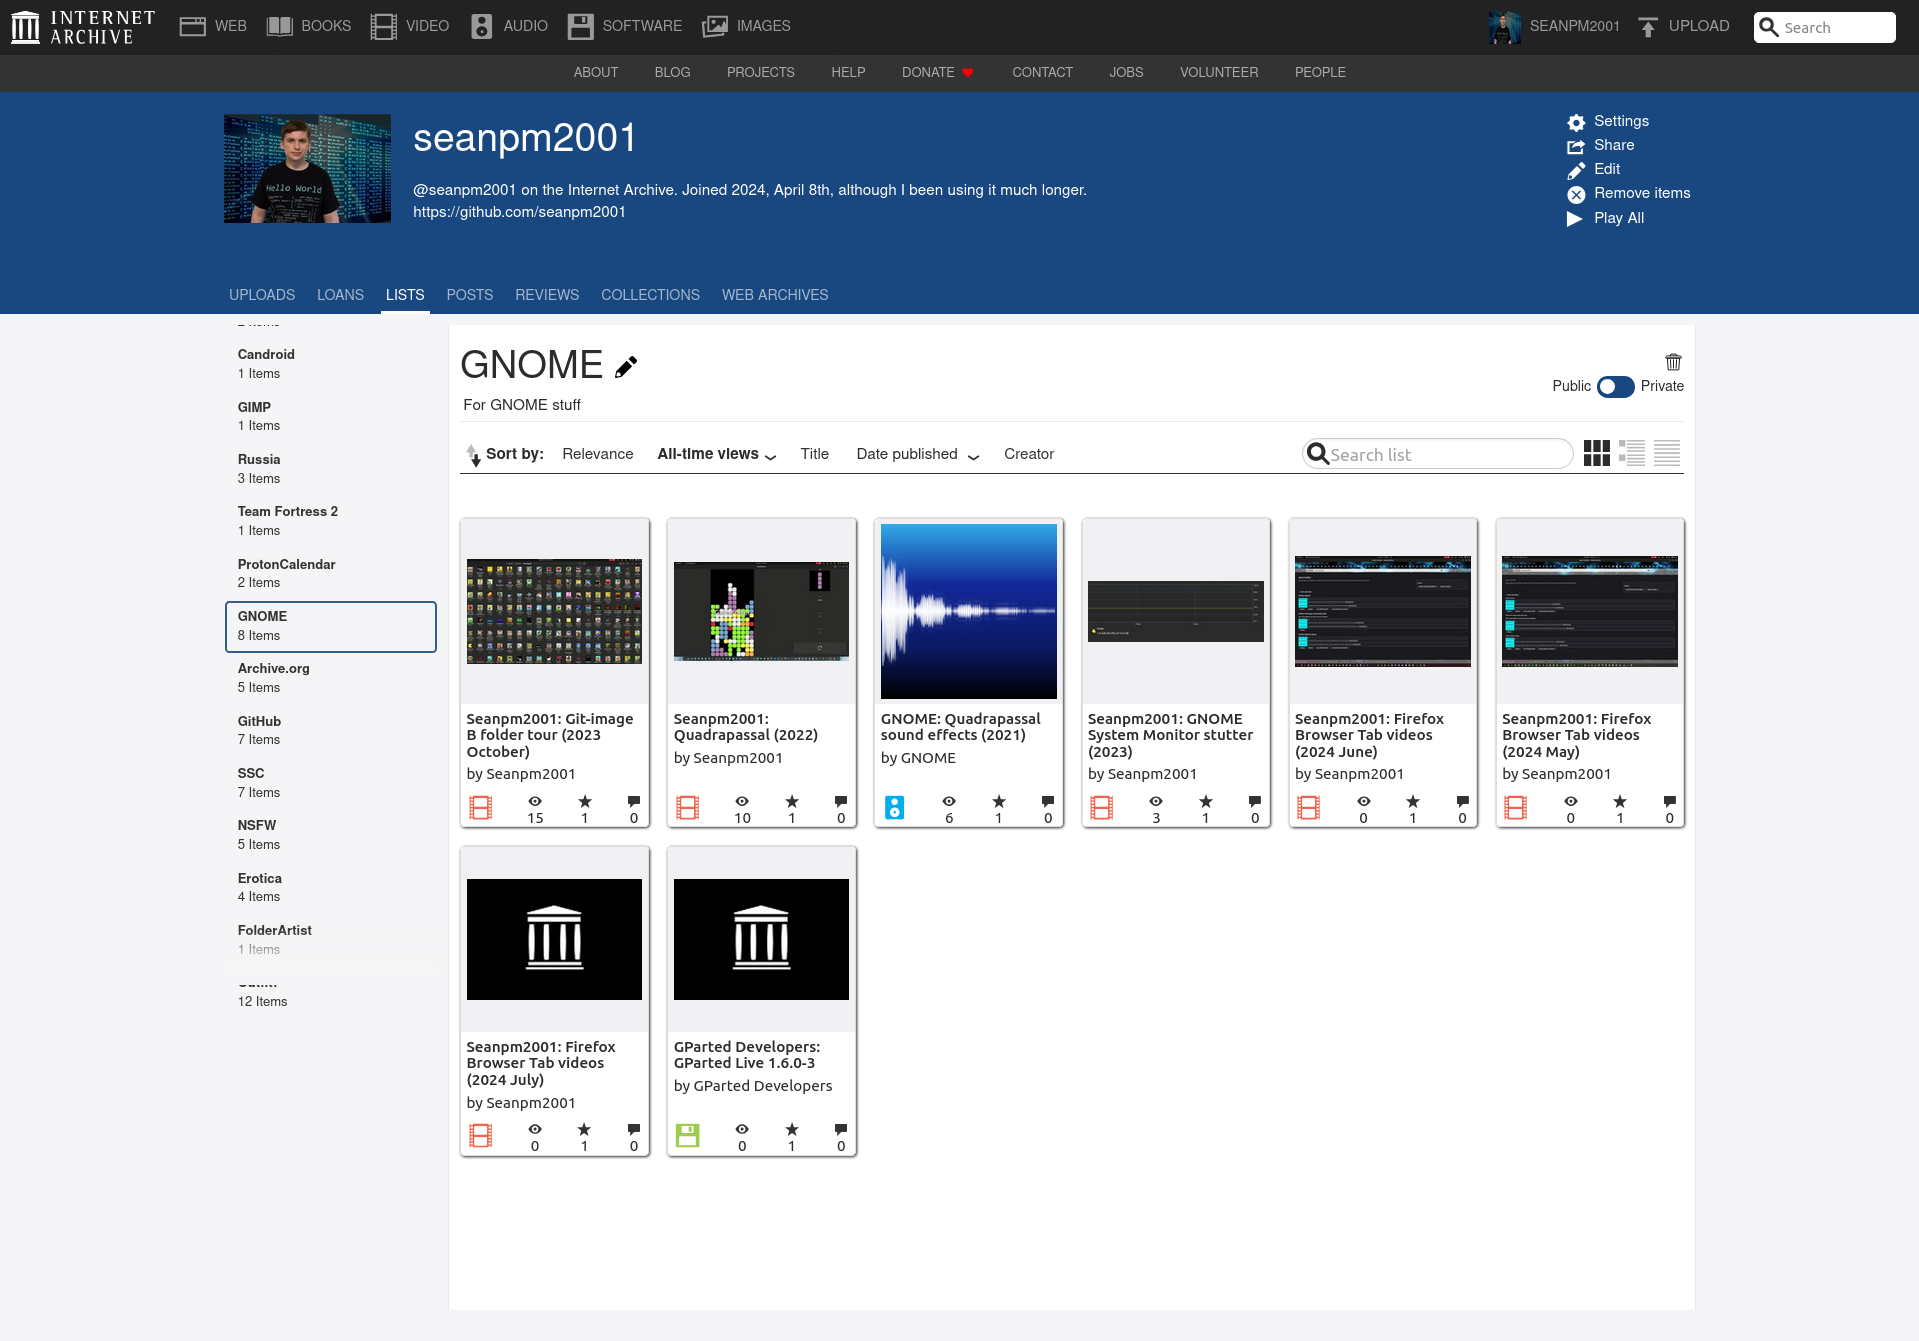 INTERNET ARCHIVE
WEB BOOKS VIDEO AUDIO SOFTWARE IMAGES
SEANPM2001 UPLOAD Search
ABOUT BLOG PROJECTS HELP DONATE CONTACT JOBS VOLUNTEER PEOPLE
Hello World
seanpm2001
@seanpm2001 on the Internet Archive. Joined 2024, April 8th, although I been using it much longer.
https://github.com/seanpm2001
Settings
Share
Edit
Remove items
Play All
UPLOADS LOANS LISTS POSTS REVIEWS COLLECTIONS WEB ARCHIVES
Candroid
1 Items
GIMP
1 Items
Russia
3 Items
Team Fortress 2
1 Items
ProtonCalendar
2 Items
GNOME
8 Items
Archive.org
5 Items
GitHub
7 Items
SSC
7 Items
NSFW
5 Items
Erotica
4 Items
FolderArtist
1 Items
12 Items
GNOME
For GNOME stuff
Public Private
Sort by: Relevance All-time views Title Date published Creator
Search list
Seanpm2001: Git-image
B folder tour (2023
October)
by Seanpm2001
15 1 0
Seanpm2001:
Quadrapassal (2022)
by Seanpm2001
10 1 0
GNOME: Quadrapassal
sound effects (2021)
by GNOME
6 1 0
Seanpm2001: GNOME
System Monitor stutter
(2023)
by Seanpm2001
3 1 0
Seanpm2001: Firefox
Browser Tab videos
(2024 June)
by Seanpm2001
0 1 0
Seanpm2001: Firefox
Browser Tab videos
(2024 May)
by Seanpm2001
0 1 0
Seanpm2001: Firefox
Browser Tab videos
(2024 July)
by Seanpm2001
0 1 0
GParted Developers:
GParted Live 1.6.0-3
by GParted Developers
0 1 0